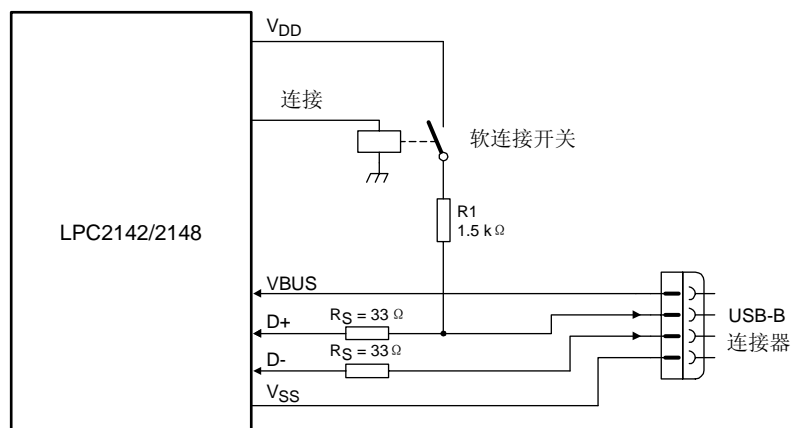 VDD
连接
软连接开关
R1
1.5 kΩ
LPC2142/2148
VBUS
USB-B
连接器
D+
RS = 33 Ω
D-
RS = 33 Ω
VSS